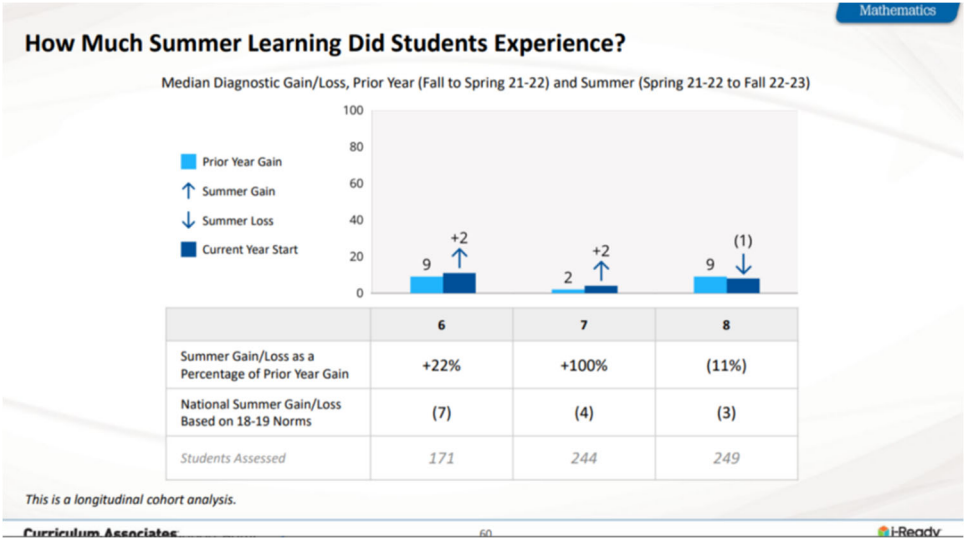 Mathematics
How Much Summer Learning Did Students Experience?
Median Diagnostic Gain/Loss, Prior Year (Fall to Spring 21-22) and Summer (Spring 21-22 to Fall 22-23)
Prior Year Gain
Summer Gain
Summer Loss
Current Year Start
100
80
60
40
20
0
9
+2
2
+2
9
(1)
6 7 8
Summer Gain/Loss as a
Percentage of Prior Year Gain
+22% +100% (11%)
National Summer Gain/Loss
Based on 18-19 Norms
(7) (4) (3)
Students Assessed 171 244 249
This is a longitudinal cohort analysis.
Curriculum Associates 60 i-Ready